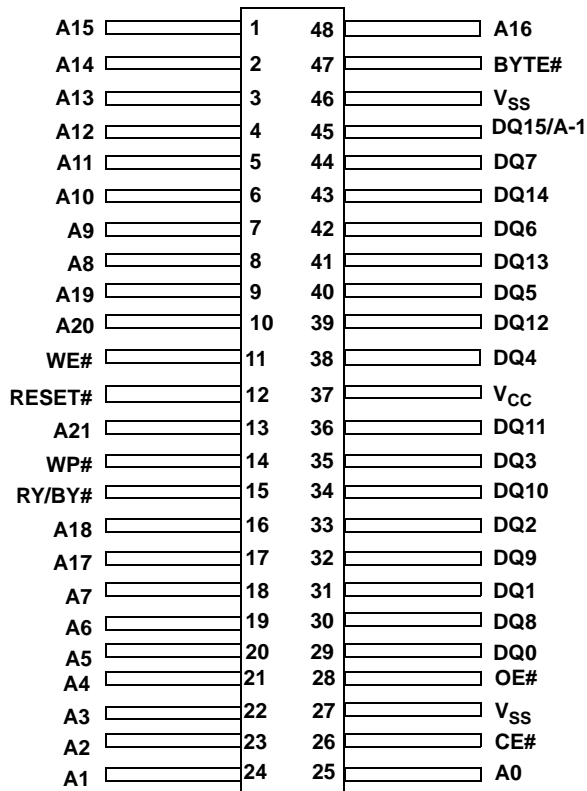 A15 1 48 A16
A14 2 47 BYTE#
A13 3 46 VSS
A12 4 45 DQ15/A-1
A11 5 44 DQ7
A10 6 43 DQ14
A9 7 42 DQ6
A8 8 41 DQ13
A19 9 40 DQ5
A20 10 39 DQ12
WE# 11 38 DQ4
RESET# 12 37 VCC
A21 13 36 DQ11
WP# 14 35 DQ3
RY/BY# 15 34 DQ10
A18 16 33 DQ2
A17 17 32 DQ9
A7 18 31 DQ1
A6 19 30 DQ8
A5 20 29 DQ0
A4 21 28 OE#
A3 22 27 VSS
A2 23 26 CE#
A1 24 25 A0